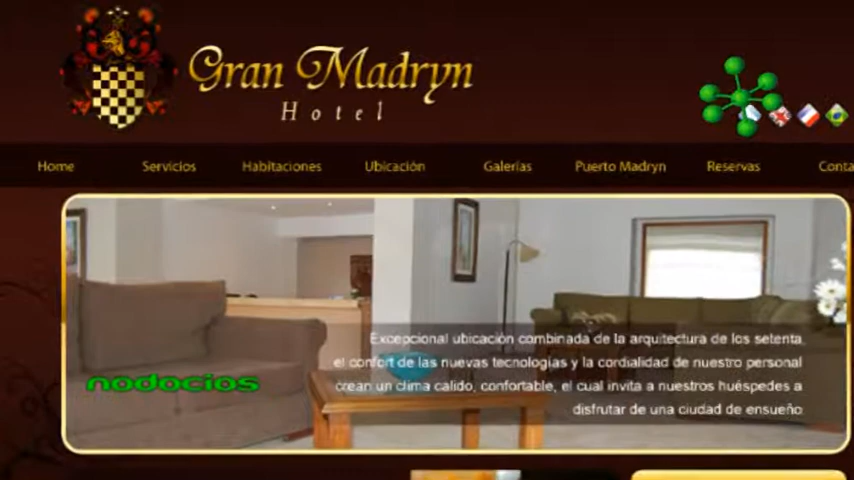 Gran Madryn
Hotel
Home Servicios Habitaciones Ubicación Galerías Puerto Madryn Reservas Conta
Excepcional ubicación combinada de la arquitectura de los setenta,
el confort de las nuevas tecnologías y la cordialidad de nuestro personal
crean un clima calido, confortable, el cual invita a nuestros huéspedes a
disfrutar de una ciudad de ensueño
nodocios